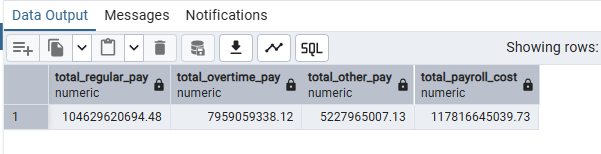 Data Output Messages Notifications
SQL Showing rows:
total_regular_pay total_overtime_pay total_other_pay total_payroll_cost
numeric numeric numeric numeric
1 104629620694.48 7959059338.12 5227965007.13 117816645039.73